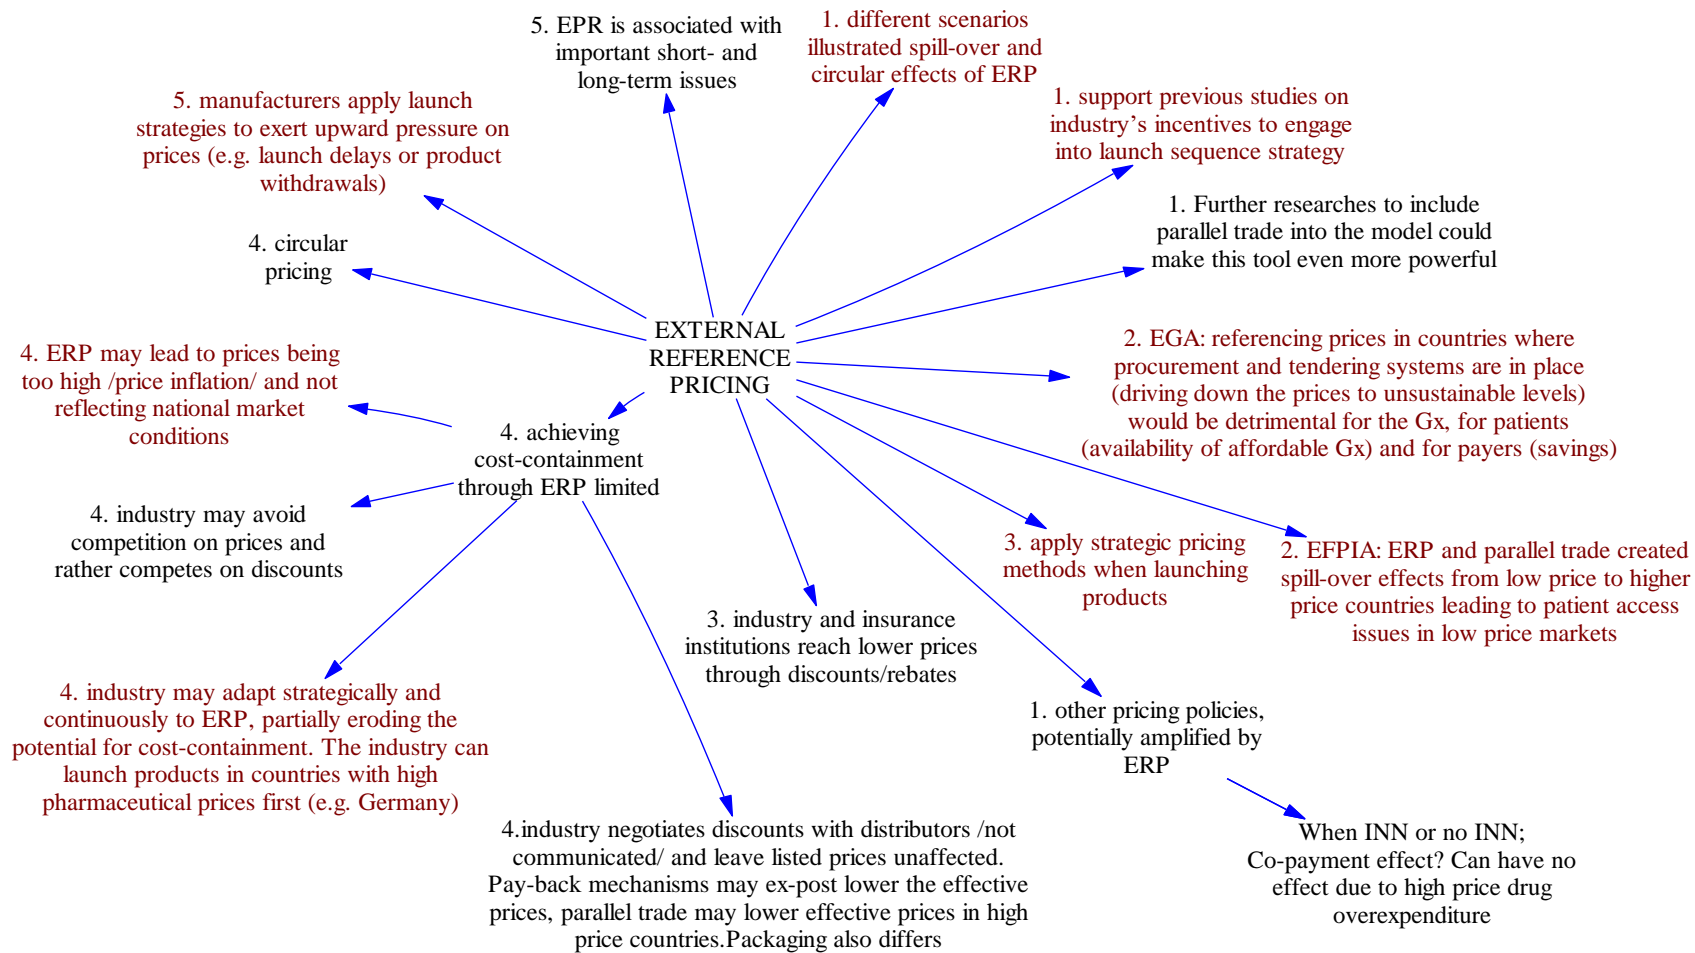 5. EPR is associated with
important short- and
long-term issues
1. different scenarios
illustrated spill-over and
circular effects of ERP
5. manufacturers apply launch
strategies to exert upward pressure on
prices (e.g. launch delays or product
withdrawals)
1. support previous studies on
industry’s incentives to engage
into launch sequence strategy
4. circular
pricing
1. Further researches to include
parallel trade into the model could
make this tool even more powerful
EXTERNAL
REFERENCE
PRICING
4. ERP may lead to prices being
too high /price inflation/ and not
reflecting national market
conditions
2. EGA: referencing prices in countries where
procurement and tendering systems are in place
(driving down the prices to unsustainable levels)
would be detrimental for the Gx, for patients
(availability of affordable Gx) and for payers (savings)
4. achieving
cost-containment
through ERP limited
4. industry may avoid
competition on prices and
rather competes on discounts
3. apply strategic pricing
methods when launching
products
2. EFPIA: ERP and parallel trade created
spill-over effects from low price to higher
price countries leading to patient access
issues in low price markets
3. industry and insurance
institutions reach lower prices
through discounts/rebates
4. industry may adapt strategically and
continuously to ERP, partially eroding the
potential for cost-containment. The industry can
launch products in countries with high
pharmaceutical prices first (e.g. Germany)
1. other pricing policies,
potentially amplified by
ERP
4.industry negotiates discounts with distributors /not
communicated/ and leave listed prices unaffected.
Pay-back mechanisms may ex-post lower the effective
prices, parallel trade may lower effective prices in high
price countries.Packaging also differs
When INN or no INN;
Co-payment effect? Can have no
effect due to high price drug
overexpenditure